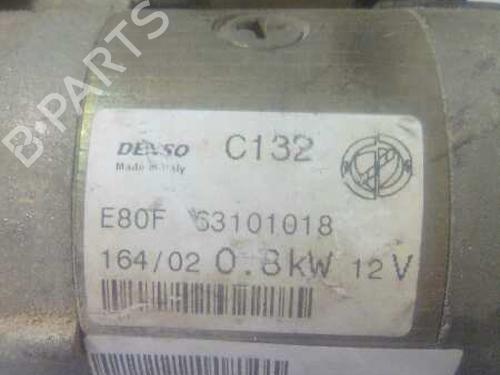 B-PARTS
DENSO C132
Made in Italy
E80F 63101018
164/02 0.8kW 12V